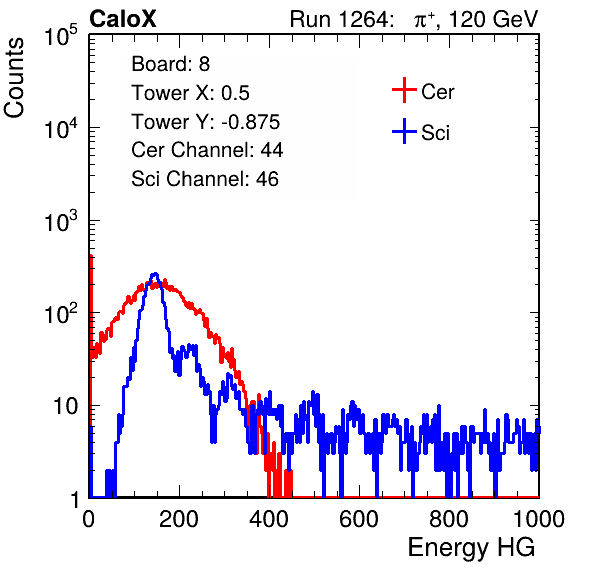 CaloX Run 1264: π⁺, 120 GeV
Board: 8
Tower X: 0.5
Tower Y: -0.875
Cer Channel: 44
Sci Channel: 46
Cer
Sci
Counts
10⁵
10⁴
10³
10²
10
1
0 200 400 600 800 1000
Energy HG